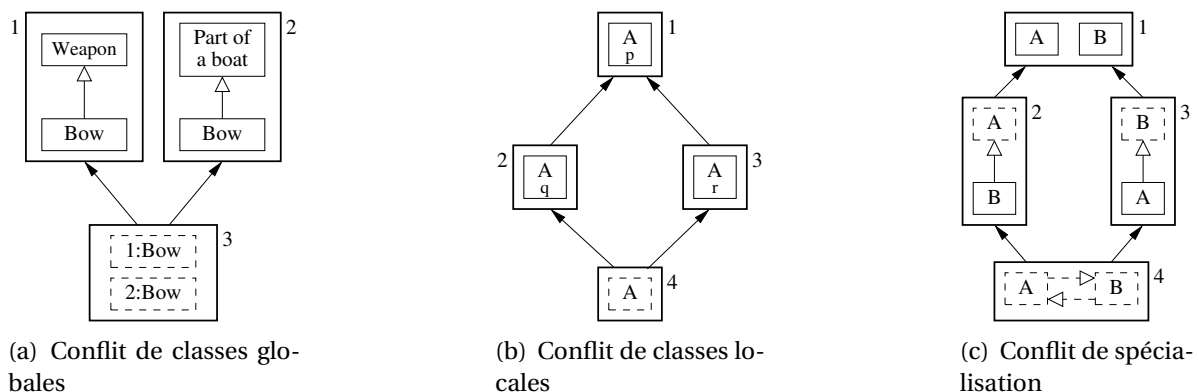 1
Weapon
Bow
2
Part of
a boat
Bow
3
1:Bow
2:Bow
(a) Conflit de classes glo-
bales
1
A
p
2
A
q
3
A
r
4
A
(b) Conflit de classes lo-
cales
1
A B
2
A
B
3
B
A
4
A B
(c) Conflit de spécia-
lisation